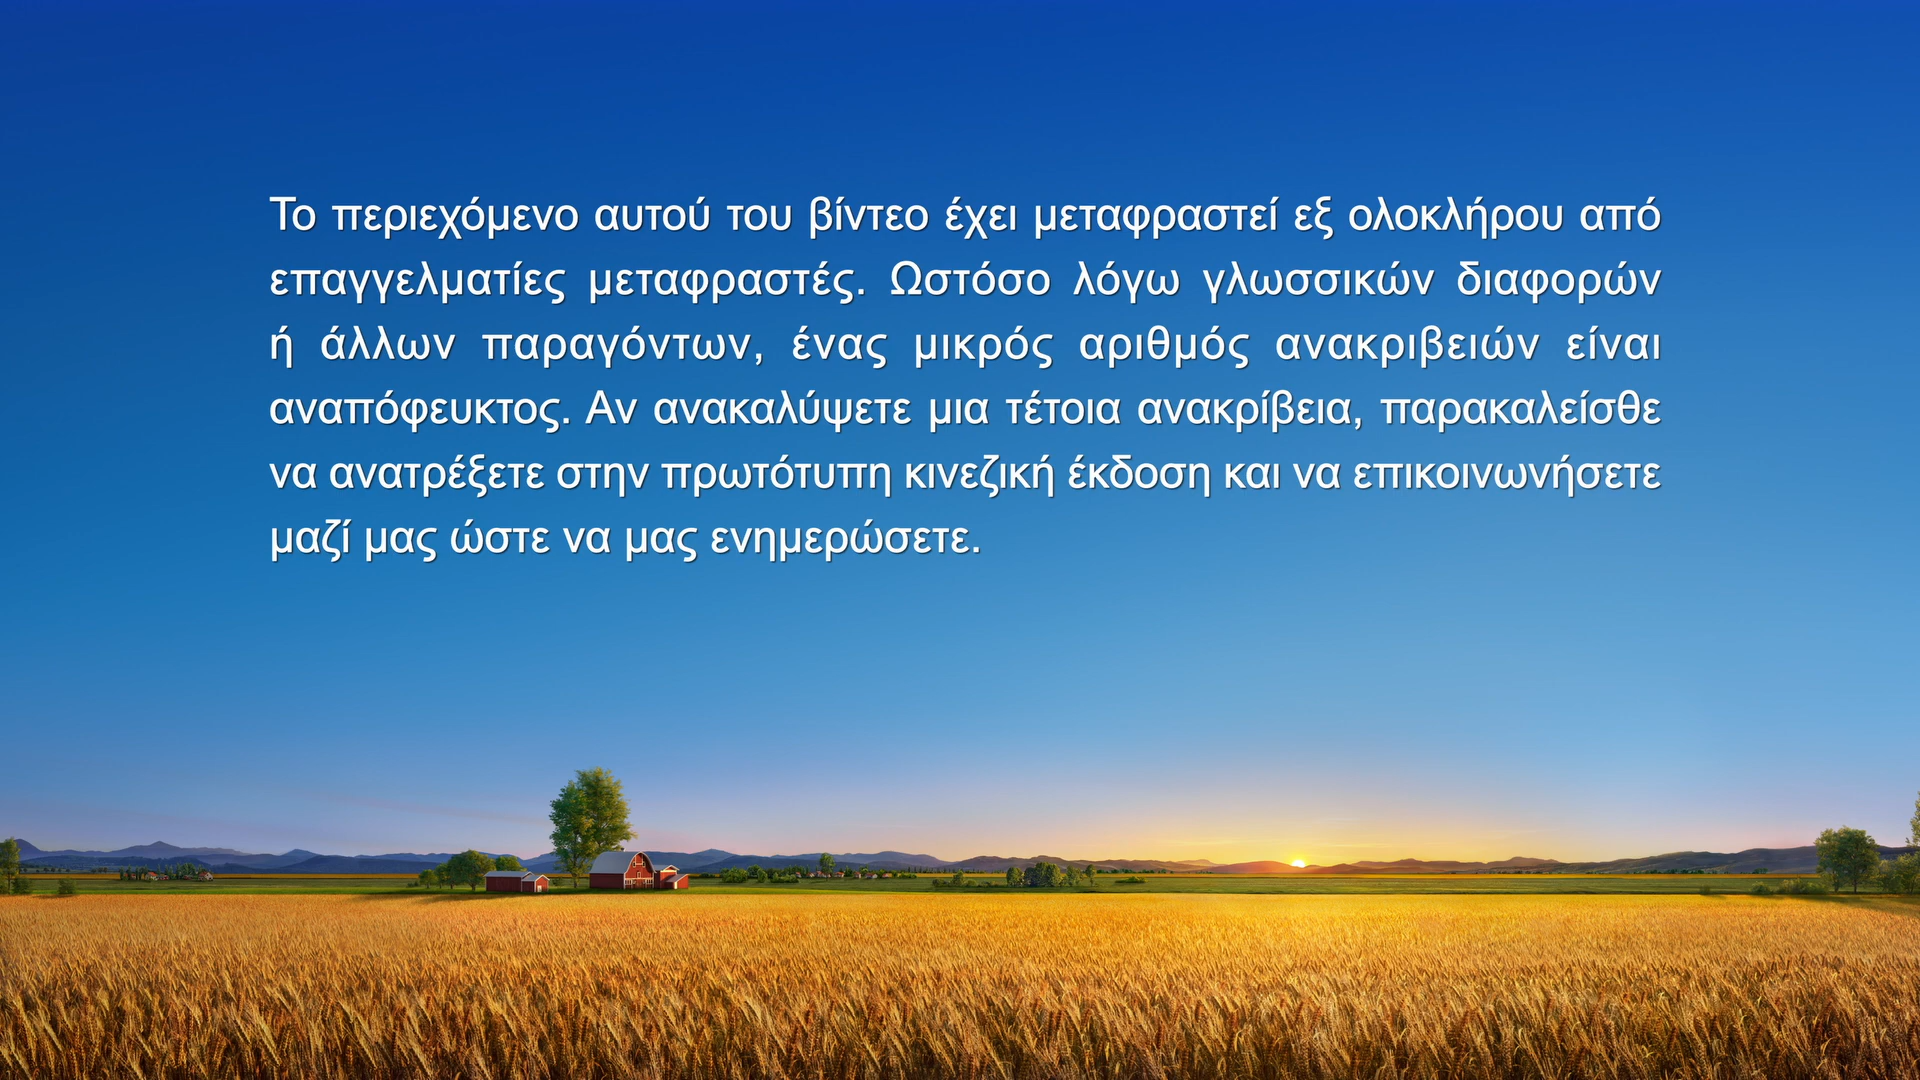 Το περιεχόμενο αυτού του βίντεο έχει μεταφραστεί εξ ολοκλήρου από
επαγγελματίες μεταφραστές. Ωστόσο λόγω γλωσσικών διαφορών
ή άλλων παραγόντων, ένας μικρός αριθμός ανακριβειών είναι
αναπόφευκτος. Αν ανακαλύψετε μια τέτοια ανακρίβεια, παρακαλείσθε
να ανατρέξετε στην πρωτότυπη κινεζική έκδοση και να επικοινωνήσετε
μαζί μας ώστε να μας ενημερώσετε.